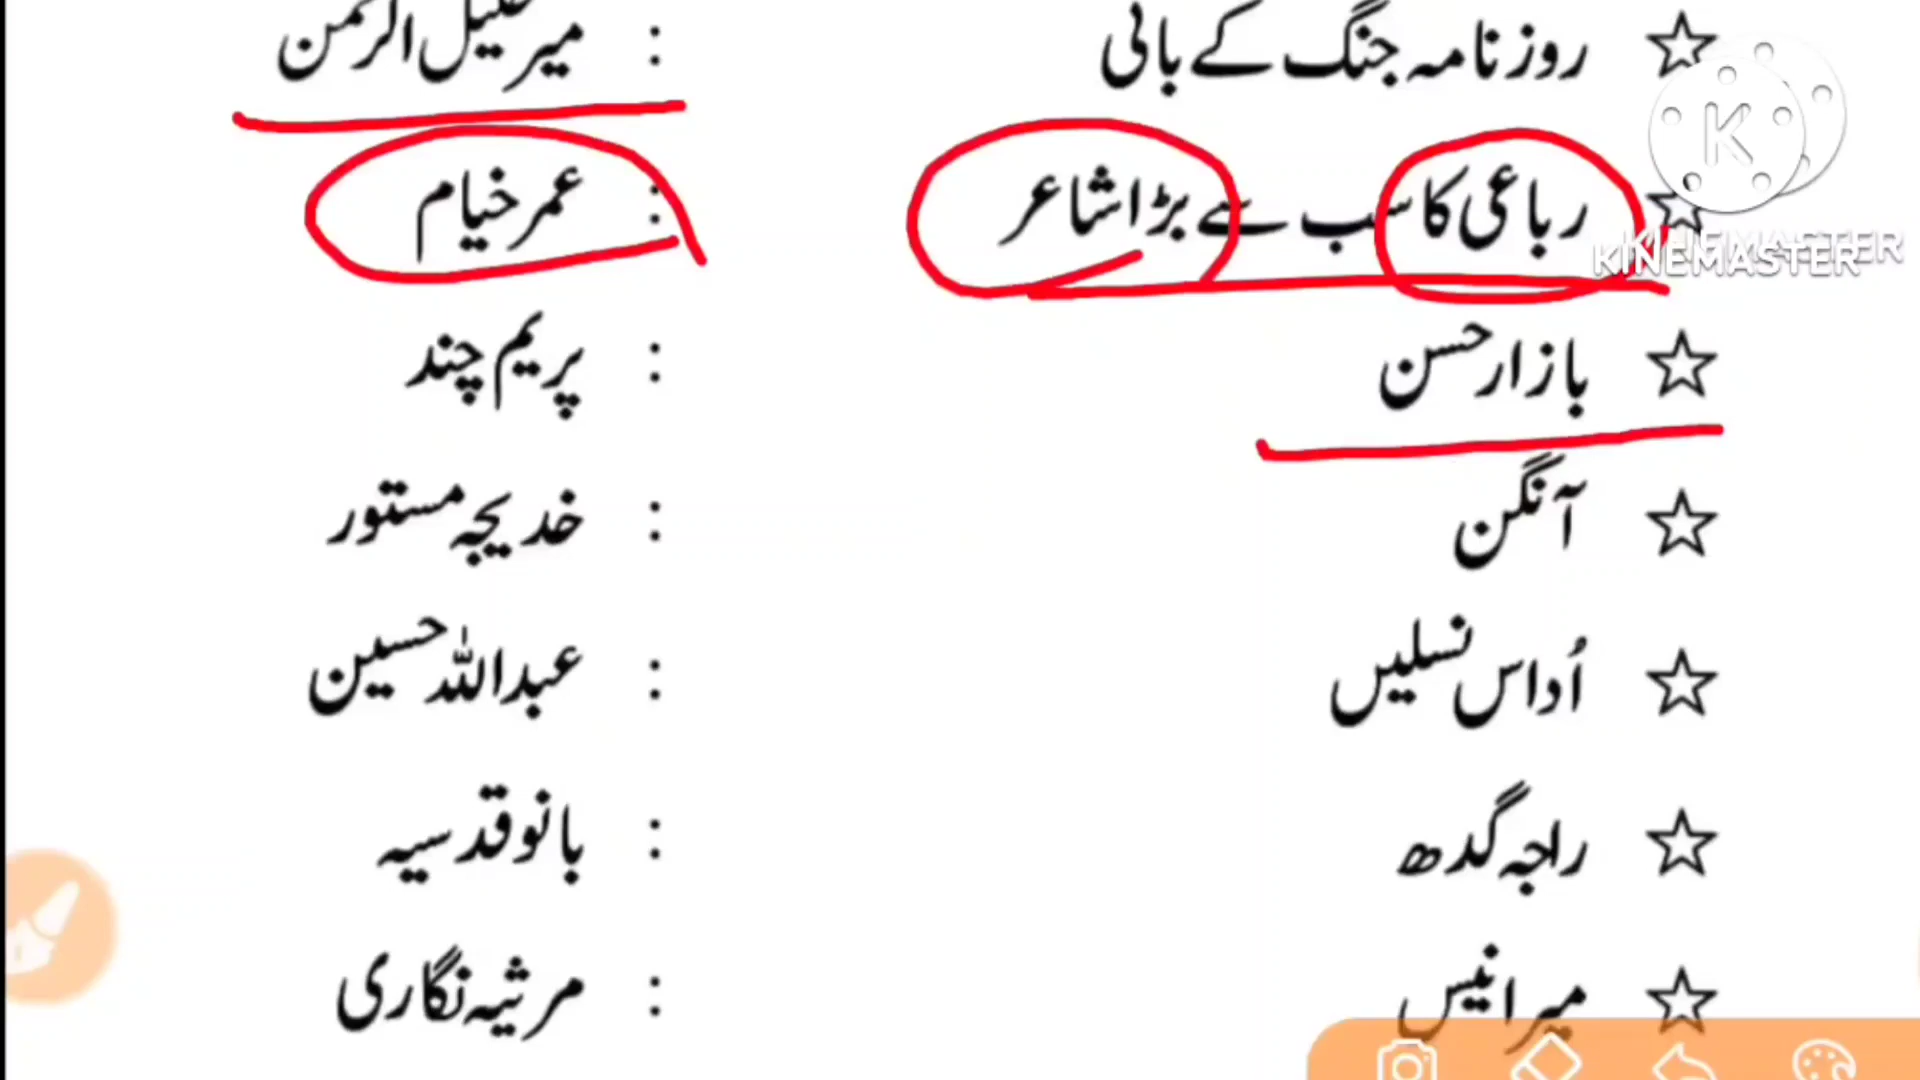 ☆ روزنامہ جنگ کے بانی : میر خلیل الرحمن
☆ رباعی کا سب سے بڑا شاعر : عمر خیام
☆ بازار حسن : پریم چند
☆ آنگن : خدیجہ مستور
☆ اُداس نسلیں : عبداللہ حسین
☆ راجہ گدھ : بانو قدسیہ
☆ میر انیس : مرثیہ نگاری
K
KINEMASTER
KINEMASTER